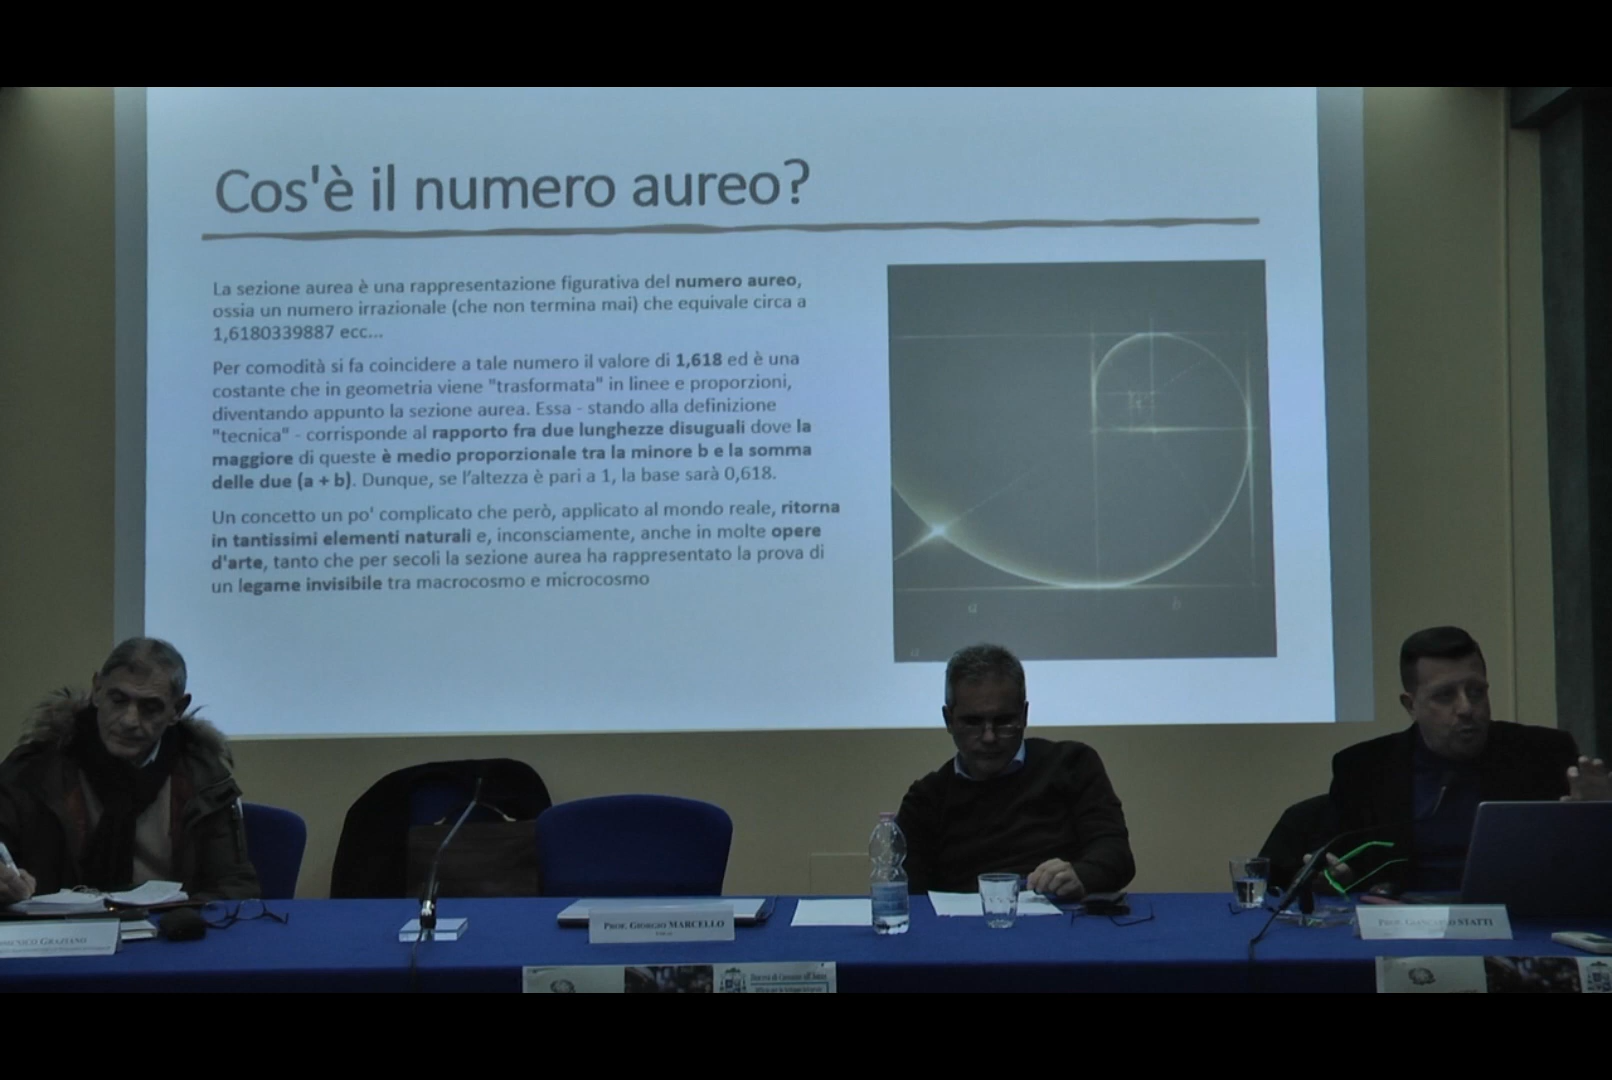 Cos'è il numero aureo?
La sezione aurea è una rappresentazione figurativa del numero aureo,
ossia un numero irrazionale (che non termina mai) che equivale circa a
1,6180339887 ecc...
Per comodità si fa coincidere a tale numero il valore di 1,618 ed è una
costante che in geometria viene "trasformata" in linee e proporzioni,
diventando appunto la sezione aurea. Essa - stando alla definizione
"tecnica" - corrisponde al rapporto fra due lunghezze disuguali dove la
maggiore di queste è medio proporzionale tra la minore b e la somma
delle due (a + b). Dunque, se l'altezza è pari a 1, la base sarà 0,618.
Un concetto un po' complicato che però, applicato al mondo reale, ritorna
in tantissimi elementi naturali e, inconsciamente, anche in molte opere
d'arte, tanto che per secoli la sezione aurea ha rappresentato la prova di
un legame invisibile tra macrocosmo e microcosmo
a b
OMENICO GRAZIANO
PROF. GIORGIO MARCELLO
PROF. GIANCARLO STATTI